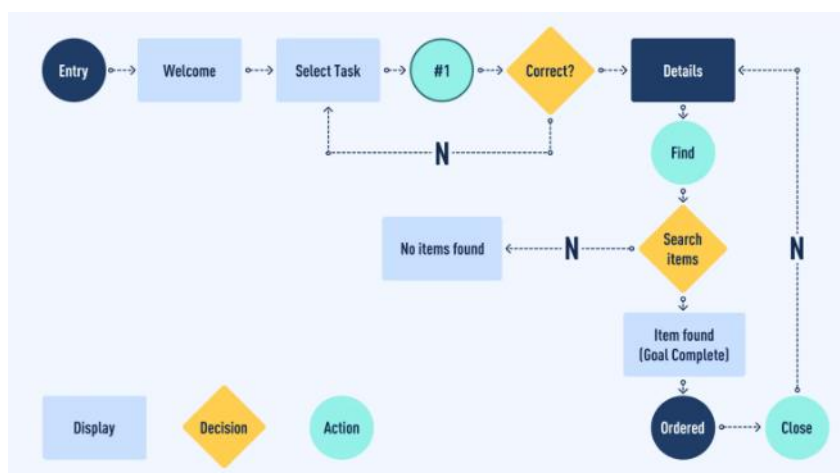 Entry
Welcome
Select Task
#1
Correct?
Details
N
Find
No items found
N
Search
items
N
Item found
(Goal Complete)
Display
Decision
Action
Ordered
Close